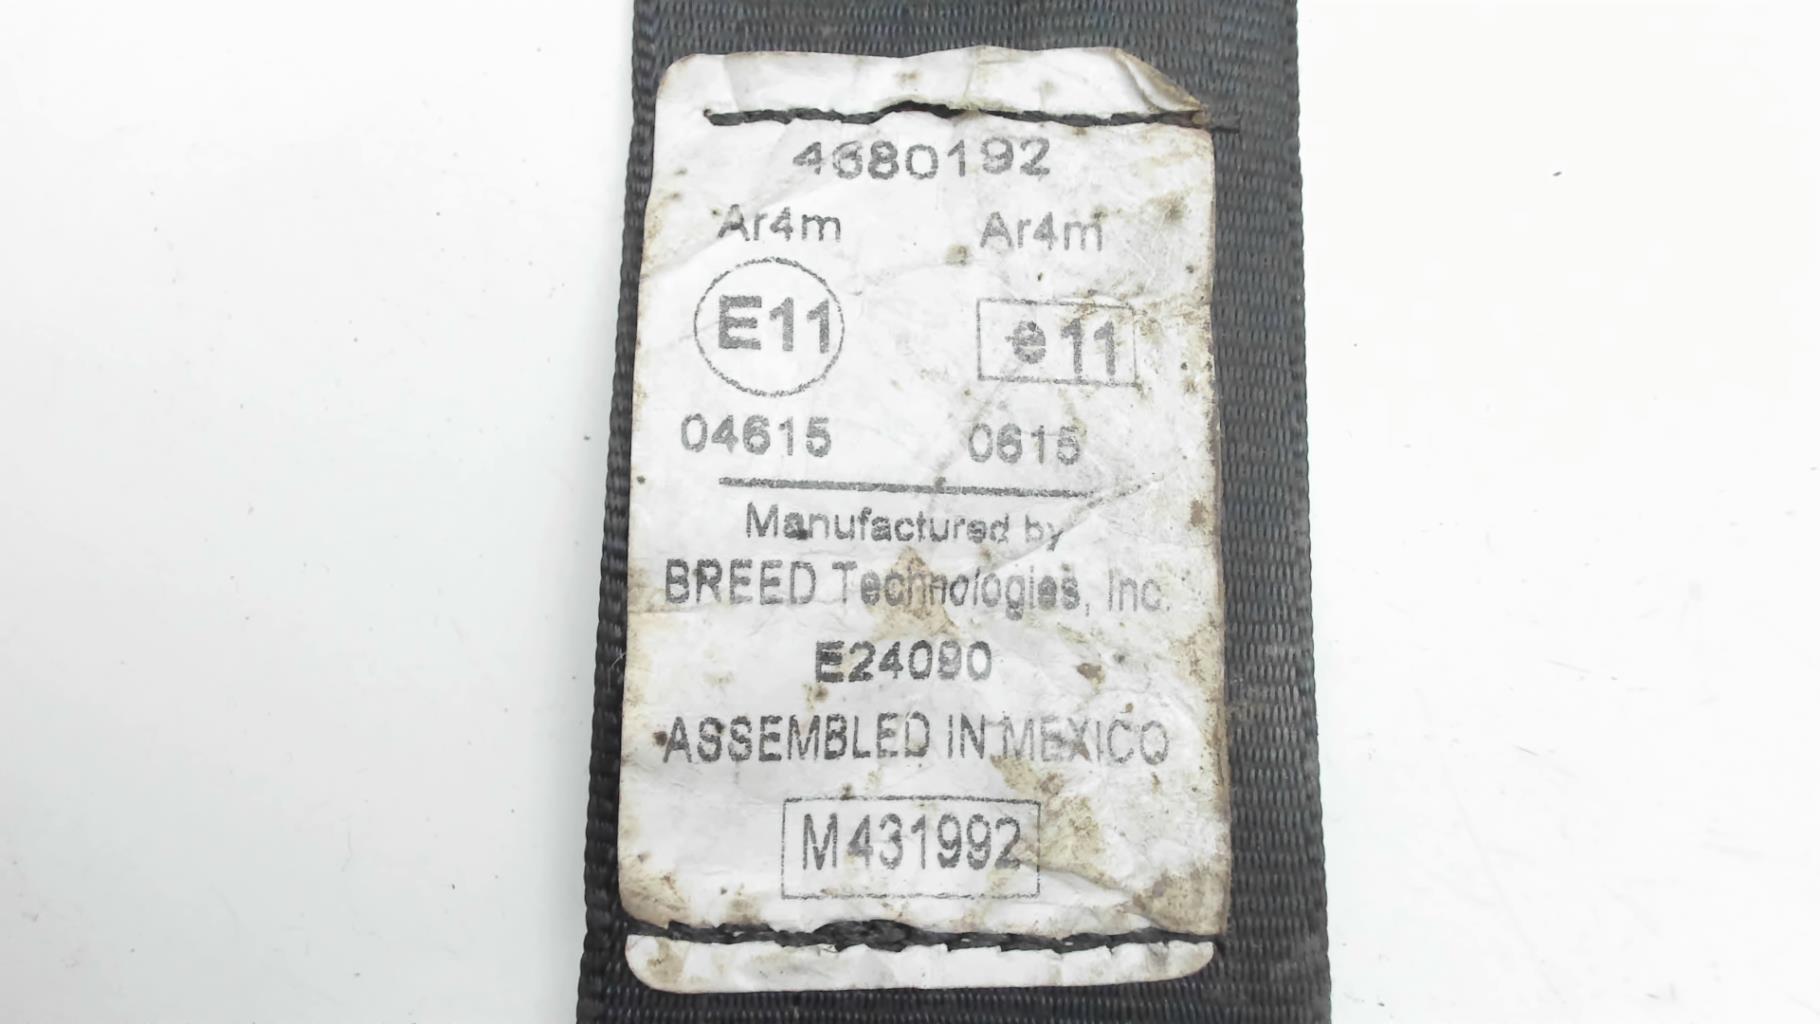 4680192
Ar4m Ar4m
E11 e11
04615 0615
Manufactured by
BREED Technologies, Inc.
E24090
ASSEMBLED IN MEXICO
M431992